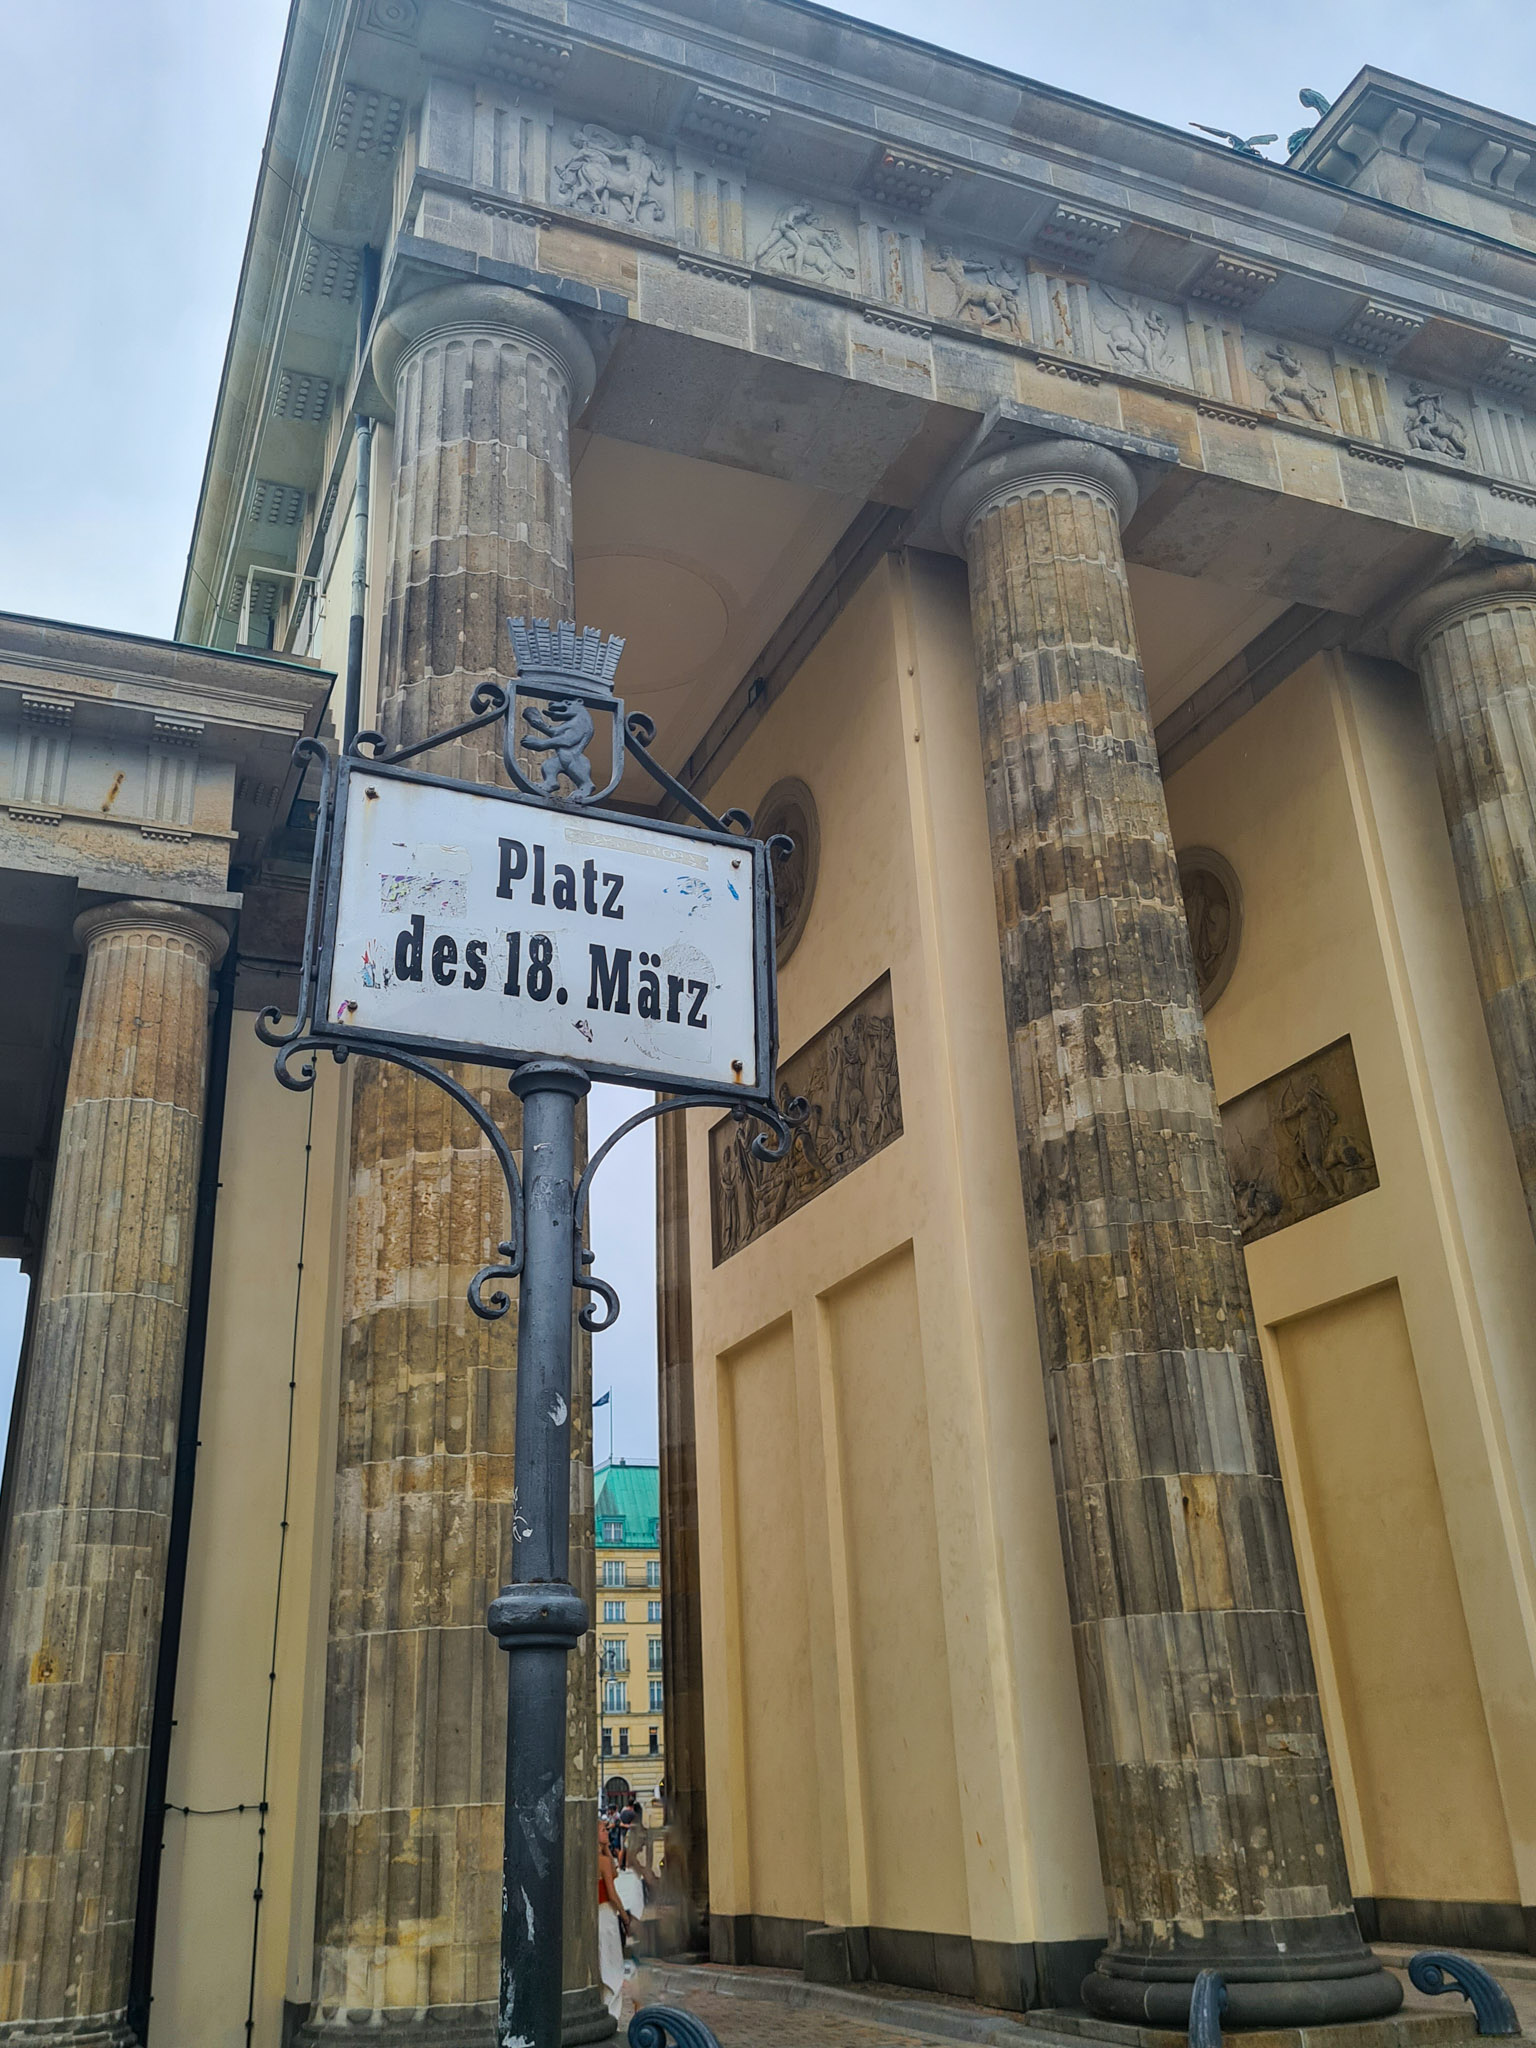 Platz
des 18. März